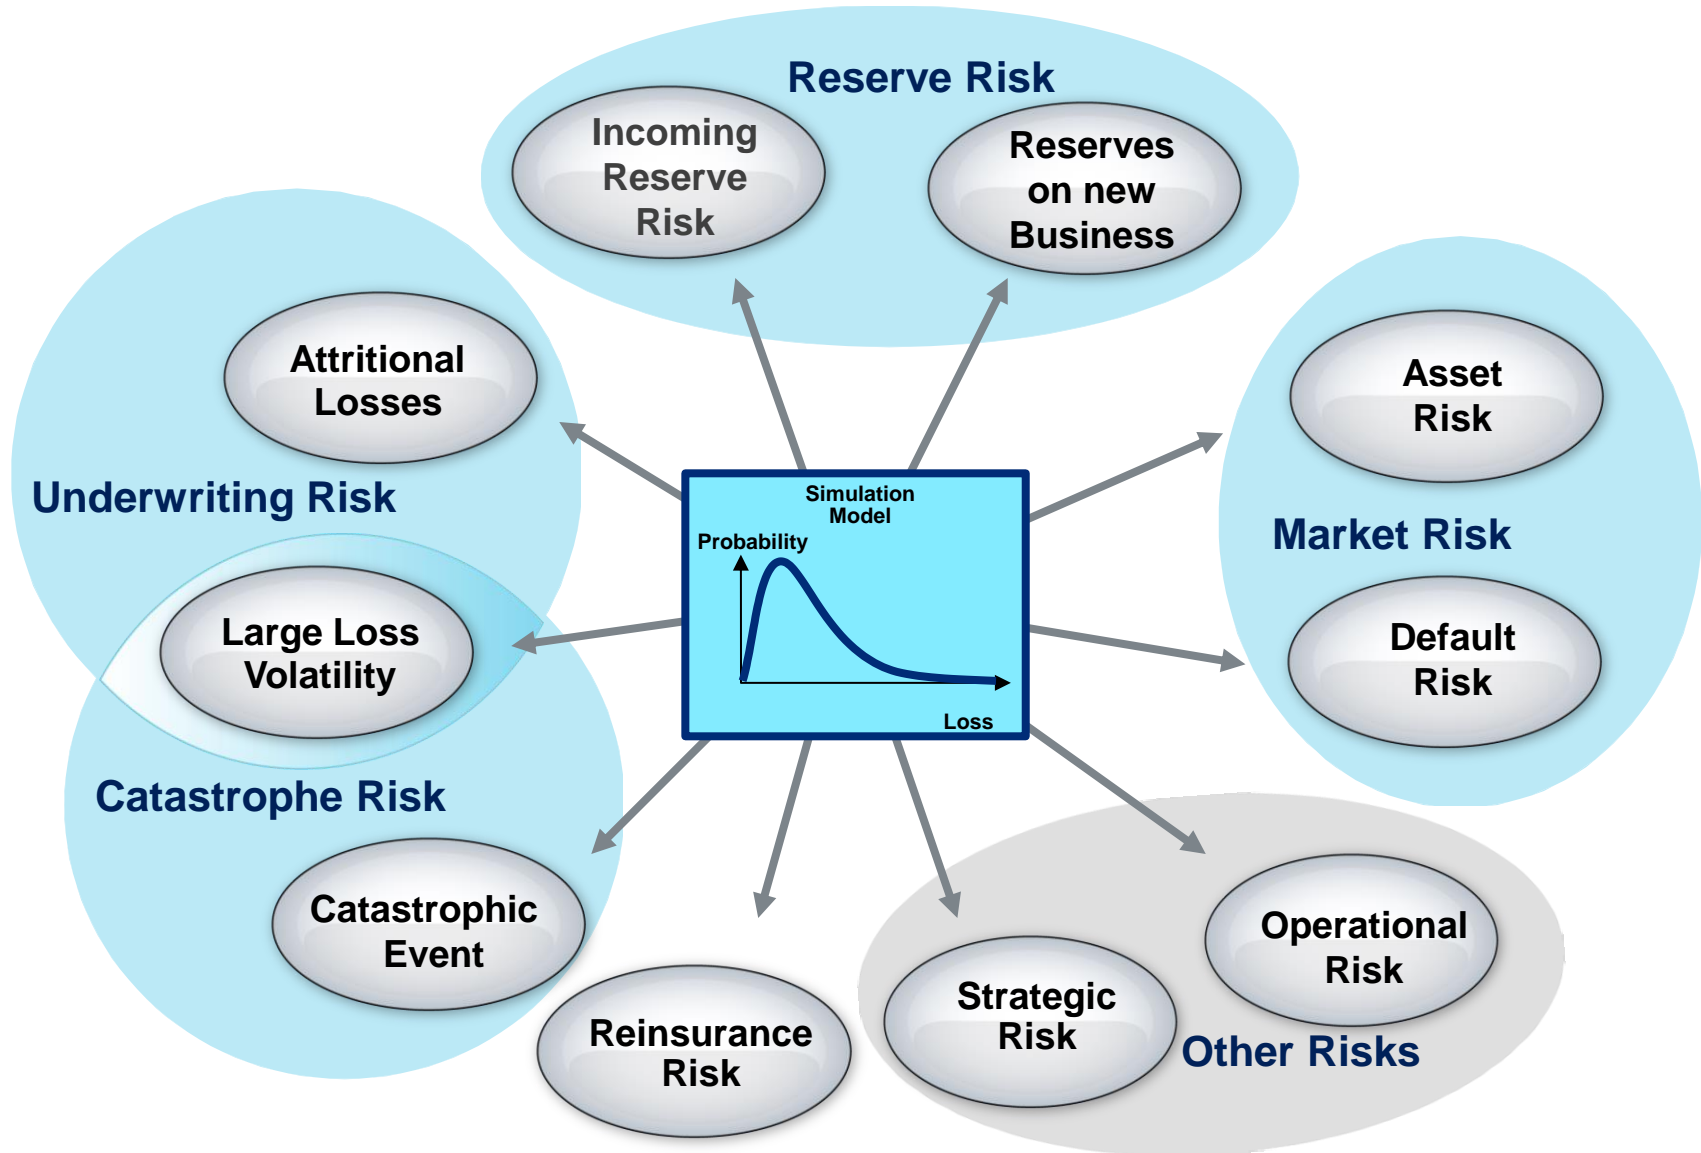 Reserve Risk
Incoming
Reserve
Risk
Reserves
on new
Business
Attritional
Losses
Underwriting Risk
Large Loss
Volatility
Catastrophe Risk
Catastrophic
Event
Simulation
Model
Probability
Loss
Asset
Risk
Market Risk
Default
Risk
Reinsurance
Risk
Strategic
Risk
Operational
Risk
Other Risks